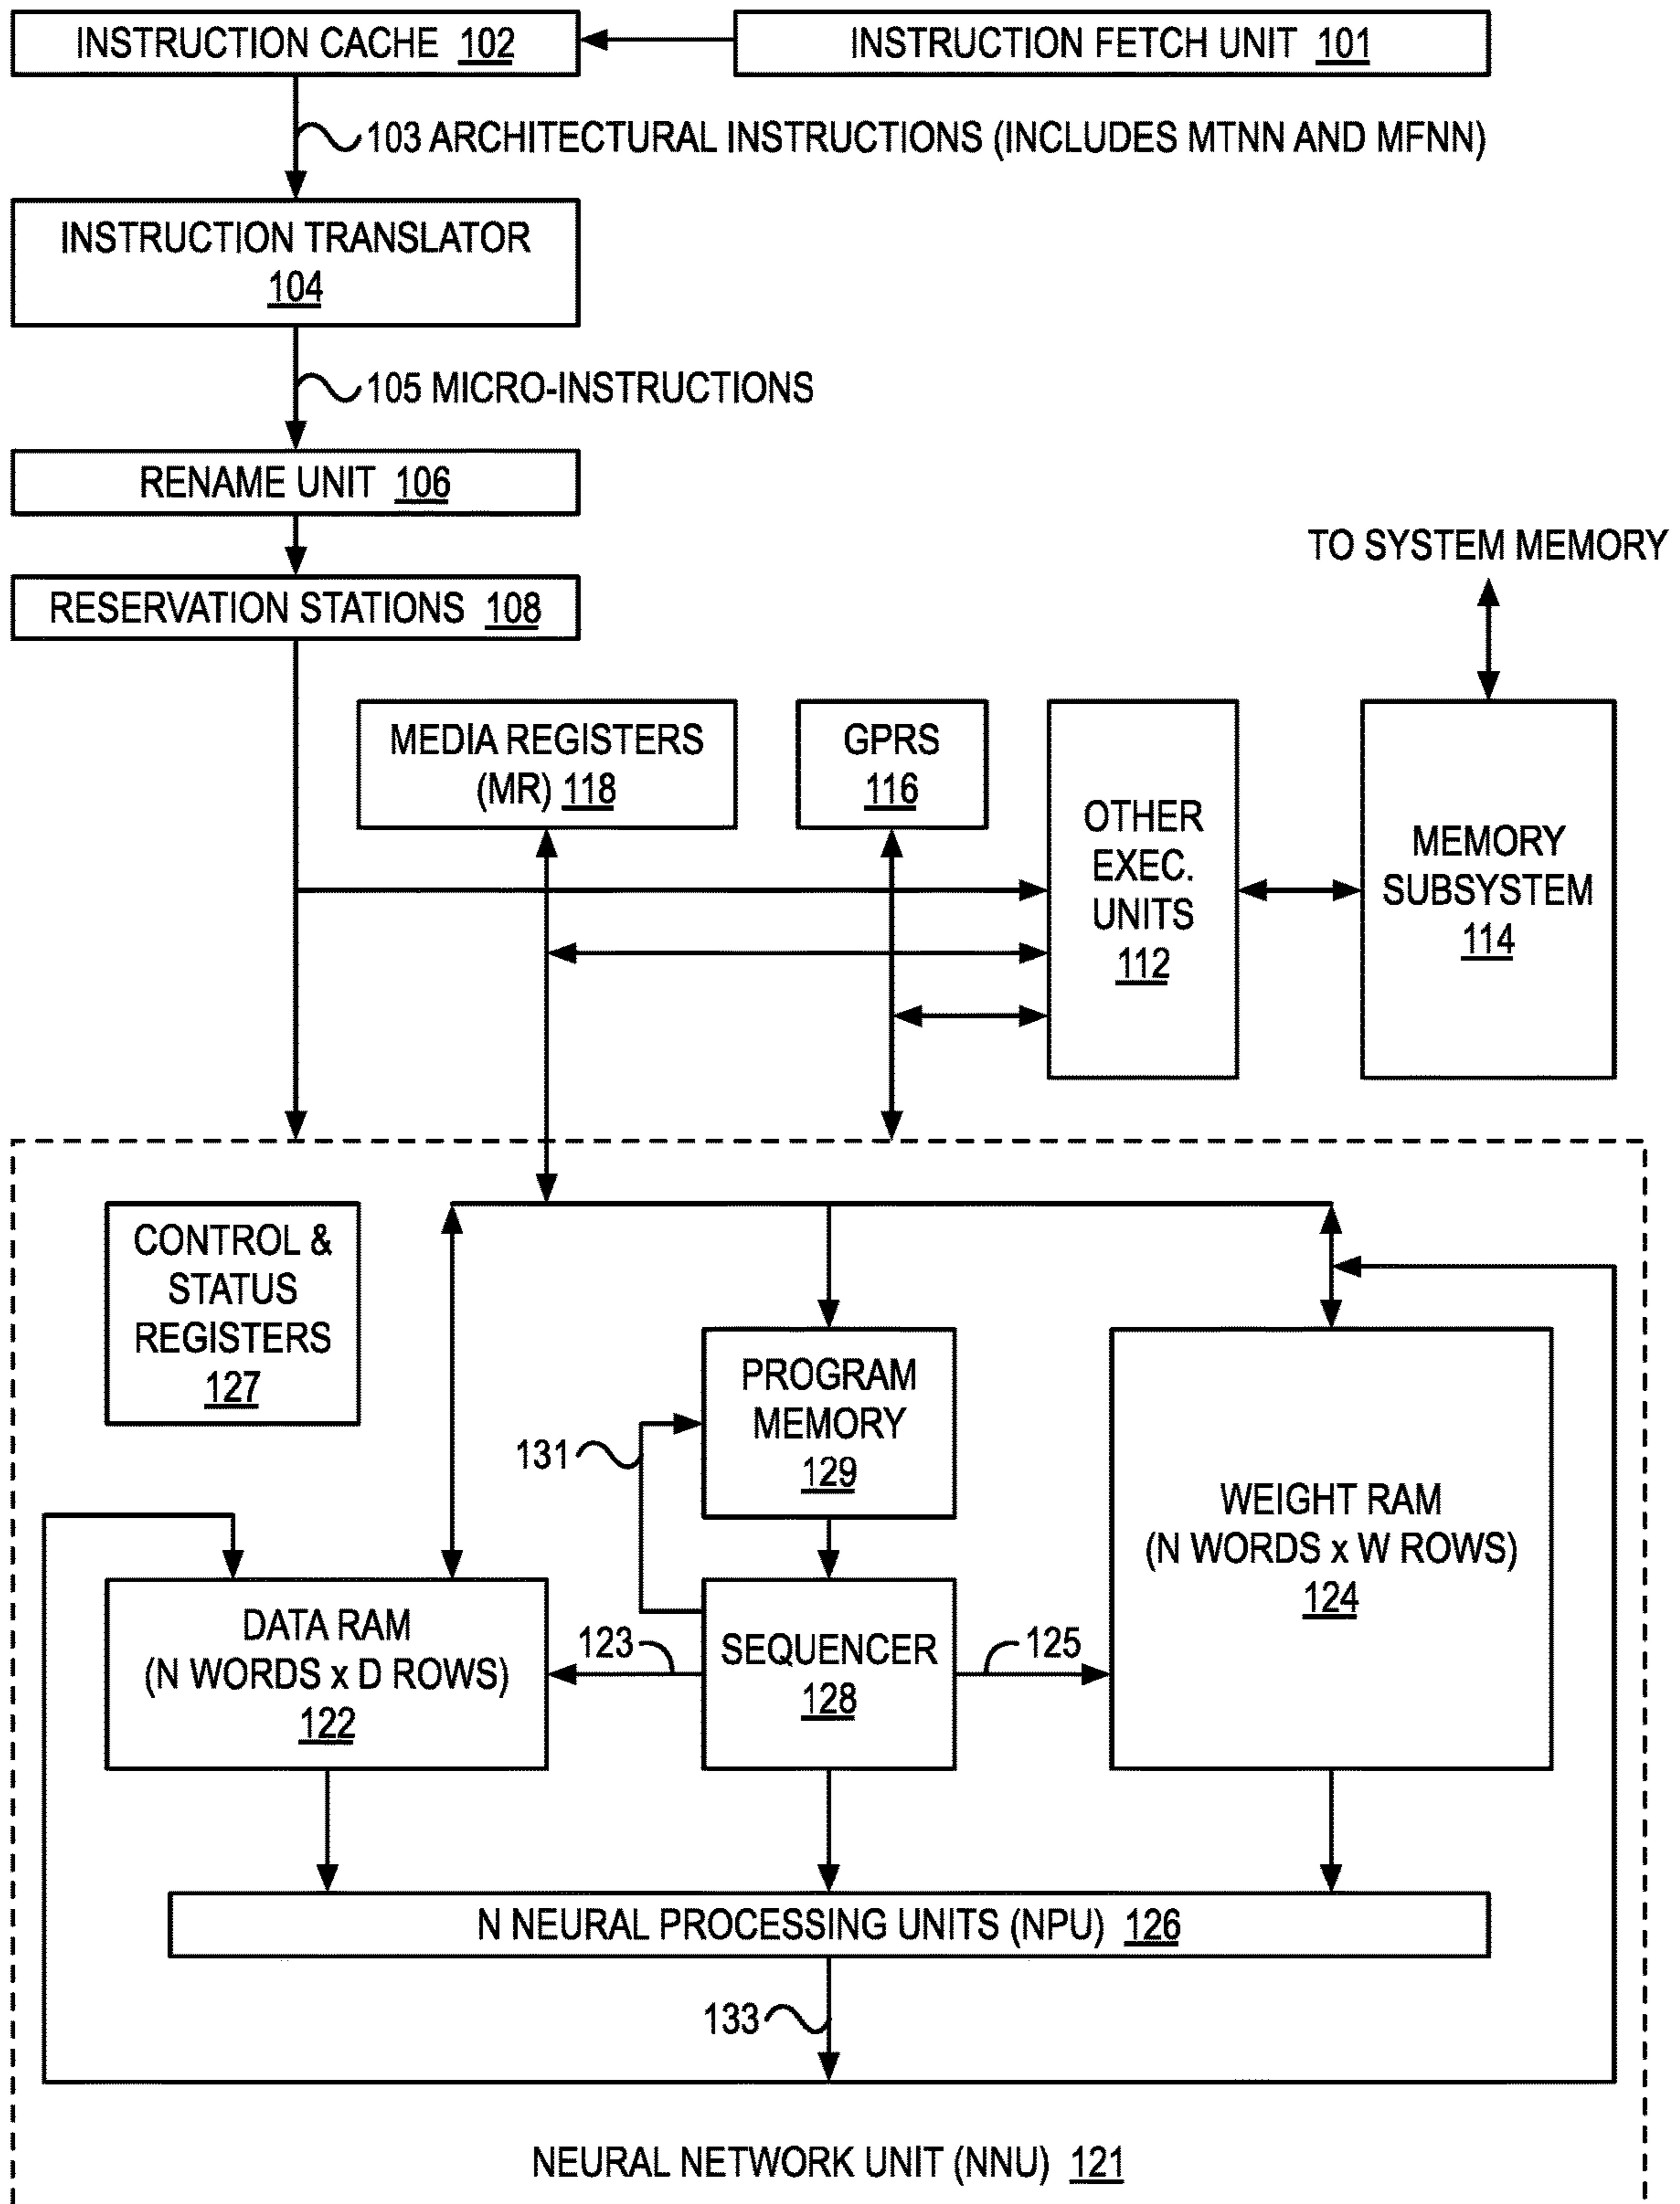 INSTRUCTION CACHE 102
INSTRUCTION FETCH UNIT 101
103 ARCHITECTURAL INSTRUCTIONS (INCLUDES MTNN AND MFNN)
INSTRUCTION TRANSLATOR
104
105 MICRO-INSTRUCTIONS
RENAME UNIT 106
TO SYSTEM MEMORY
RESERVATION STATIONS 108
MEDIA REGISTERS
(MR) 118
GPRS
116
OTHER
EXEC.
UNITS
112
MEMORY
SUBSYSTEM
114
CONTROL &
STATUS
REGISTERS
127
PROGRAM
MEMORY
129
131
WEIGHT RAM
(N WORDS x W ROWS)
124
DATA RAM
(N WORDS x D ROWS)
122
123
SEQUENCER
128
125
N NEURAL PROCESSING UNITS (NPU) 126
133
NEURAL NETWORK UNIT (NNU) 121